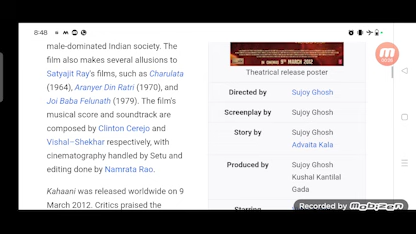 8:48
male-dominated Indian society. The
film also makes several allusions to
Satyajit Ray's films, such as Charulata
(1964), Aranyer Din Ratri (1970), and
Joi Baba Felunath (1979). The film's
musical score and soundtrack are
composed by Clinton Cerejo and
Vishal–Shekhar respectively, with
cinematography handled by Setu and
editing done by Namrata Rao.
Kahaani was released worldwide on 9
March 2012. Critics praised the
9th MARCH 2012
Theatrical release poster
Directed by Sujoy Ghosh
Screenplay by Sujoy Ghosh
Story by Sujoy Ghosh
Advaita Kala
Produced by Sujoy Ghosh
Kushal Kantilal
Gada
Starring
Recorded by Mobizen